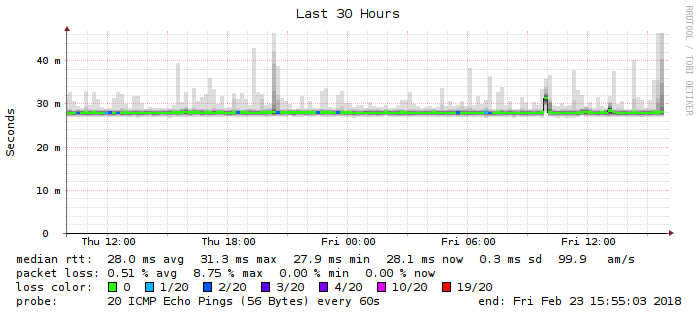 Last 30 Hours
RRDTOOL / TOBI OETIKER
Seconds
40 m
30 m
20 m
10 m
0
Thu 12:00 Thu 18:00 Fri 00:00 Fri 06:00 Fri 12:00
median rtt: 28.0 ms avg 31.3 ms max 27.9 ms min 28.1 ms now 0.3 ms sd 99.9 am/s
packet loss: 0.51 % avg 8.75 % max 0.00 % min 0.00 % now
loss color: 0 1/20 2/20 3/20 4/20 10/20 19/20
probe: 20 ICMP Echo Pings (56 Bytes) every 60s end: Fri Feb 23 15:55:03 2018